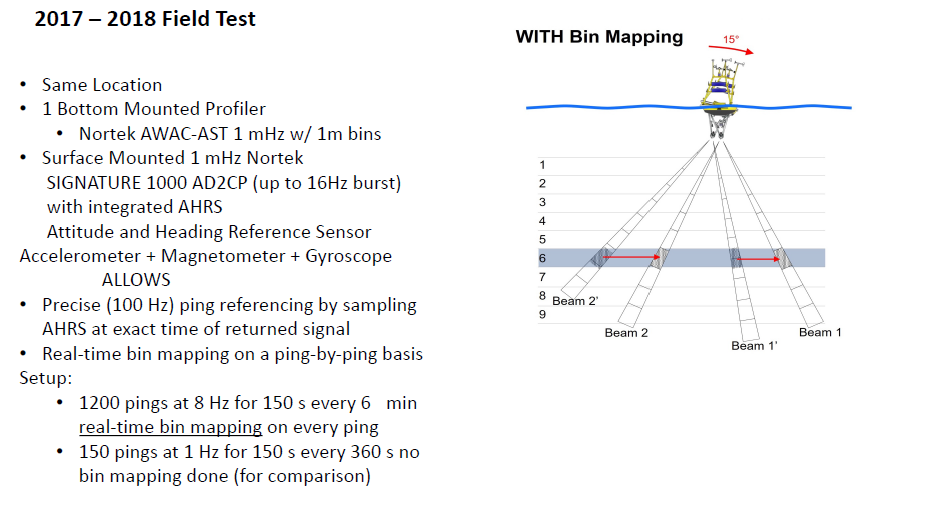 2017 – 2018 Field Test
• Same Location
• 1 Bottom Mounted Profiler
• Nortek AWAC-AST 1 mHz w/ 1m bins
• Surface Mounted 1 mHz Nortek
SIGNATURE 1000 AD2CP (up to 16Hz burst)
with integrated AHRS
Attitude and Heading Reference Sensor
Accelerometer + Magnetometer + Gyroscope
ALLOWS
• Precise (100 Hz) ping referencing by sampling
AHRS at exact time of returned signal
• Real-time bin mapping on a ping-by-ping basis
Setup:
• 1200 pings at 8 Hz for 150 s every 6 min
real-time bin mapping on every ping
• 150 pings at 1 Hz for 150 s every 360 s no
bin mapping done (for comparison)
WITH Bin Mapping
15°
1
2
3
4
5
6
7
8
9
Beam 2'
Beam 2
Beam 1'
Beam 1